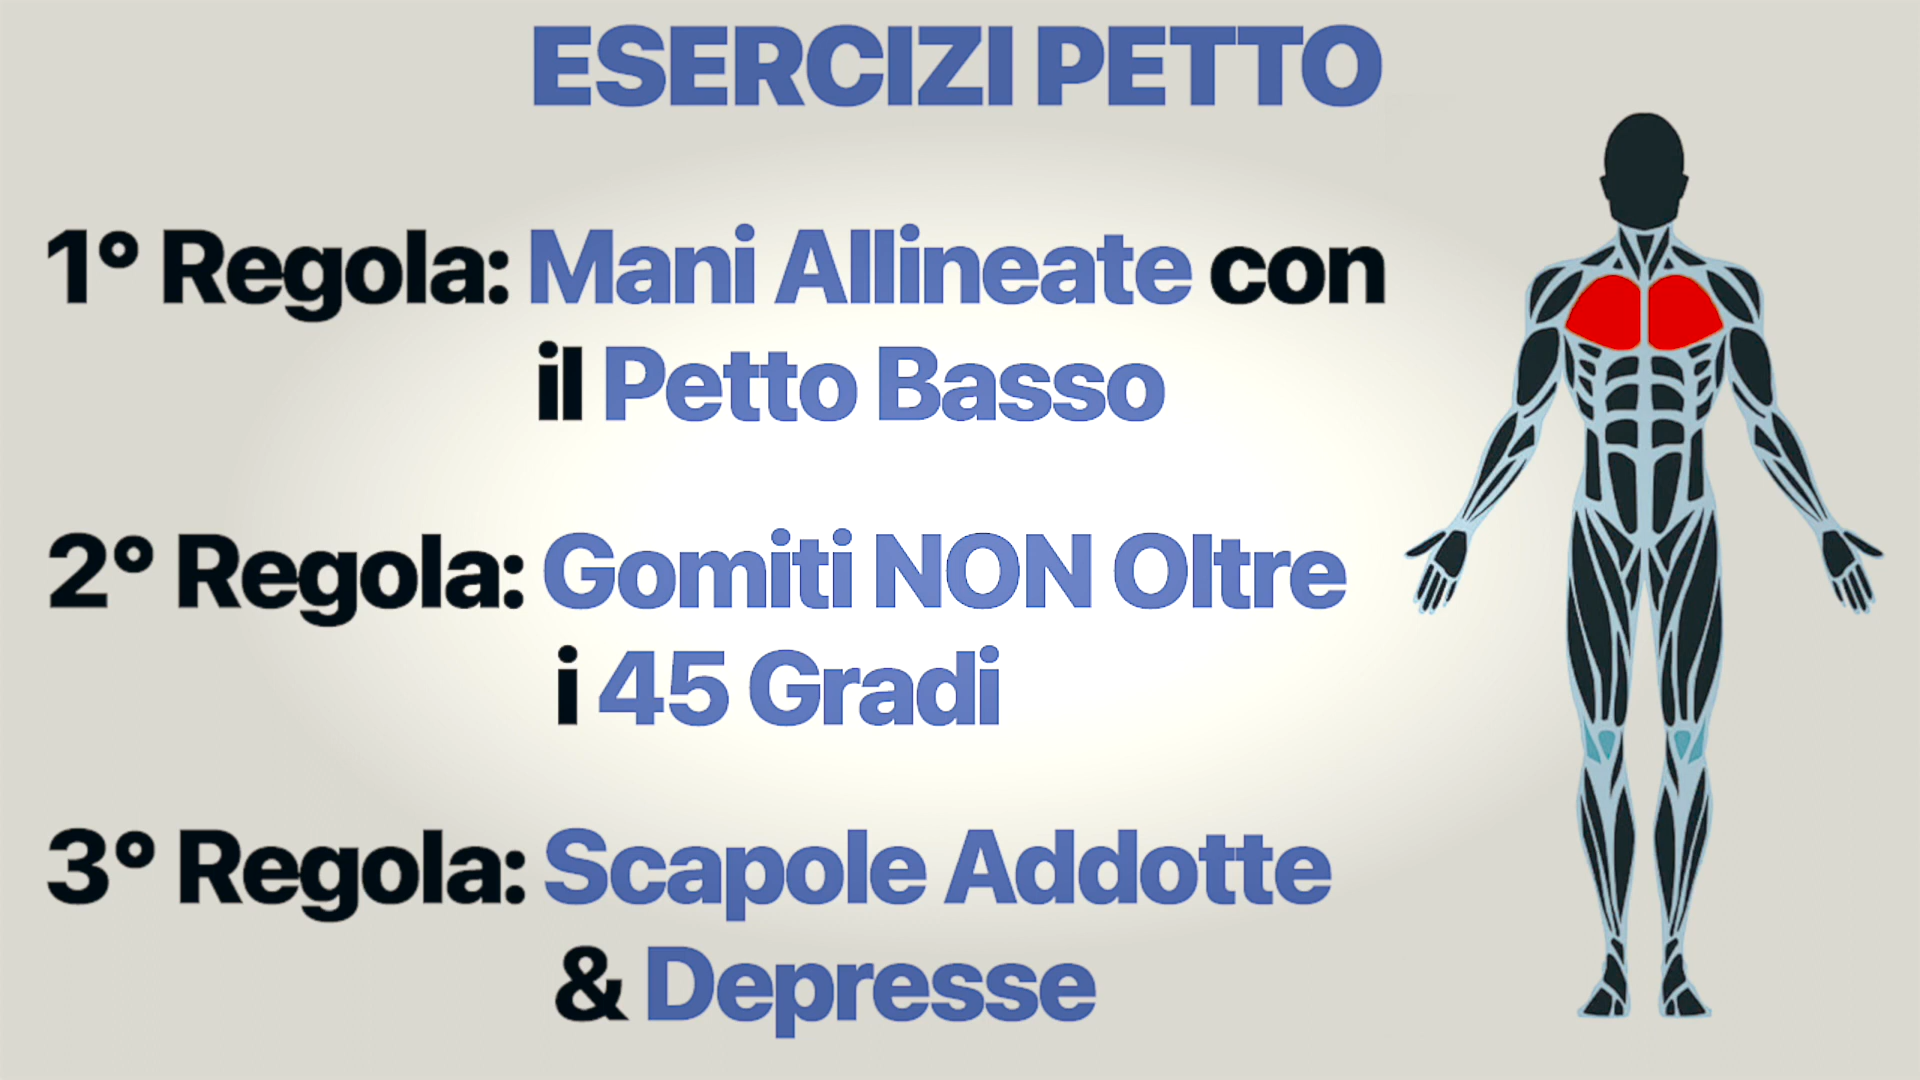 ESERCIZI PETTO
1° Regola: Mani Allineate con
il Petto Basso
2° Regola: Gomiti NON Oltre
i 45 Gradi
3° Regola: Scapole Addotte
& Depresse